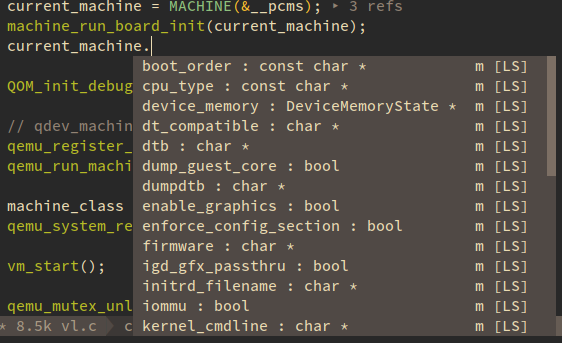 current_machine = MACHINE(&__pcms); ▸ 3 refs
machine_run_board_init(current_machine);
current_machine.
boot_order : const char * m [LS]
QOM_init_debug cpu_type : const char * m [LS]
device_memory : DeviceMemoryState * m [LS]
// qdev_machin dt_compatible : char * m [LS]
qemu_register_ dtb : char * m [LS]
qemu_run_machi dump_guest_core : bool m [LS]
dumpdtb : char * m [LS]
machine_class enable_graphics : bool m [LS]
qemu_system_re enforce_config_section : bool m [LS]
firmware : char * m [LS]
vm_start(); igd_gfx_passthru : bool m [LS]
initrd_filename : char * m [LS]
qemu_mutex_unl iommu : bool m [LS]
* 8.5k vl.c c kernel_cmdline : char * m [LS]